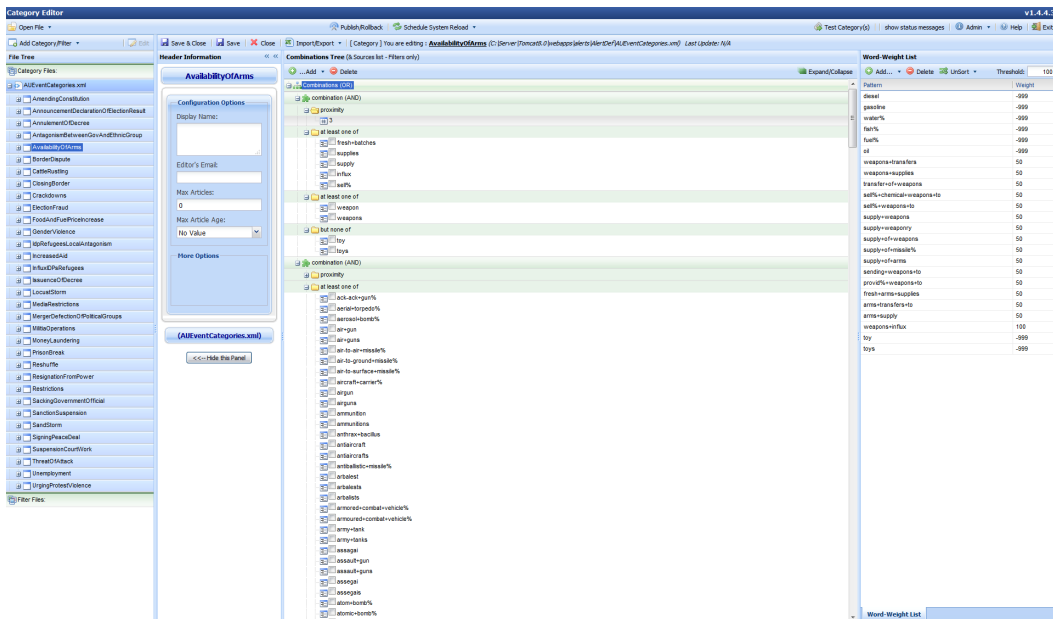 Category Editor v1.4.4.3
Open File Publish/Rollback Schedule System Reload Test Category(s) show status messages Admin Help Exit
Add Category/Filter Edit Save & Close Save Close Import/Export [ Category ] You are editing : AvailabilityOfArms (C:\Server\Tomcat8.0\webapps\alerts\AlertDef\AUEventCategories.xml) Last Update: N/A
File Tree
Category Files:
AUEventCategories.xml
AmendingConstitution
AnnouncementDeclarationOfElectionResult
AnnulementOfDecree
AntagonismBetweenGovAndEthnicGroup
AvailabilityOfArms
BorderDispute
CattleRustling
ClosingBorder
Crackdowns
ElectionFraud
FoodAndFuelPriceIncrease
GenderViolence
IdpRefugeesLocalAntagonism
IncreasedAid
InfluxIDPsRefugees
IssuenceOfDecree
LocustStorm
MediaRestrictions
MergerDefectionOfPoliticalGroups
MilitiaOperations
MoneyLaundering
PrisonBreak
Reshuffle
ResignationFromPower
Restrictions
SackingGovernmentOfficial
SanctionSuspension
SandStorm
SigningPeaceDeal
SuspensionCourtWork
ThreatOfAttack
Unemployment
UrgingProtestViolence
Filter Files:
Header Information
AvailabilityOfArms
Configuration Options
Display Name:
Editor's Email:
Max Articles:
0
Max Article Age:
No Value
More Options
(AUEventCategories.xml)
<<-- Hide this Panel
Combinations Tree (& Sources list - Filters only)
...Add Delete Expand/Collapse
Combinations (OR)
combination (AND)
proximity
3
at least one of
fresh+batches
supplies
supply
influx
sell%
at least one of
weapon
weapons
but none of
toy
toys
combination (AND)
proximity
at least one of
ack-ack+gun%
aerial+torpedo%
aerosol+bomb%
air+gun
air+guns
air-to-air+missile%
air-to-ground+missile%
air-to-surface+missile%
aircraft+carrier%
airgun
airguns
ammunition
ammunitions
anthrax+bacillus
antiaircraft
antiaircrafts
antiballistic+missile%
arbalest
arbalests
arbalists
armored+combat+vehicle%
armoured+combat+vehicle%
army+tank
army+tanks
assagai
assault+gun
assault+guns
assegai
assegais
atom+bomb%
atomic+bomb%
Word-Weight List
Add... Delete UnSort Threshold: 100
Pattern Weight
diesel -999
gasoline -999
water% -999
fish% -999
fuel% -999
oil -999
weapons+transfers 50
weapons+supplies 50
transfer+of+weapons 50
sell%+chemical+weapons+to 50
sell%+weapons+to 50
supply+weapons 50
supply+weaponry 50
supply+of+weapons 50
supply+of+missile% 50
supply+of+arms 50
sending+weapons+to 50
provid%+weapons+to 50
fresh+arms+supplies 50
arms+transfers+to 50
arms+supply 50
weapons+influx 100
toy -999
toys -999
Word-Weight List